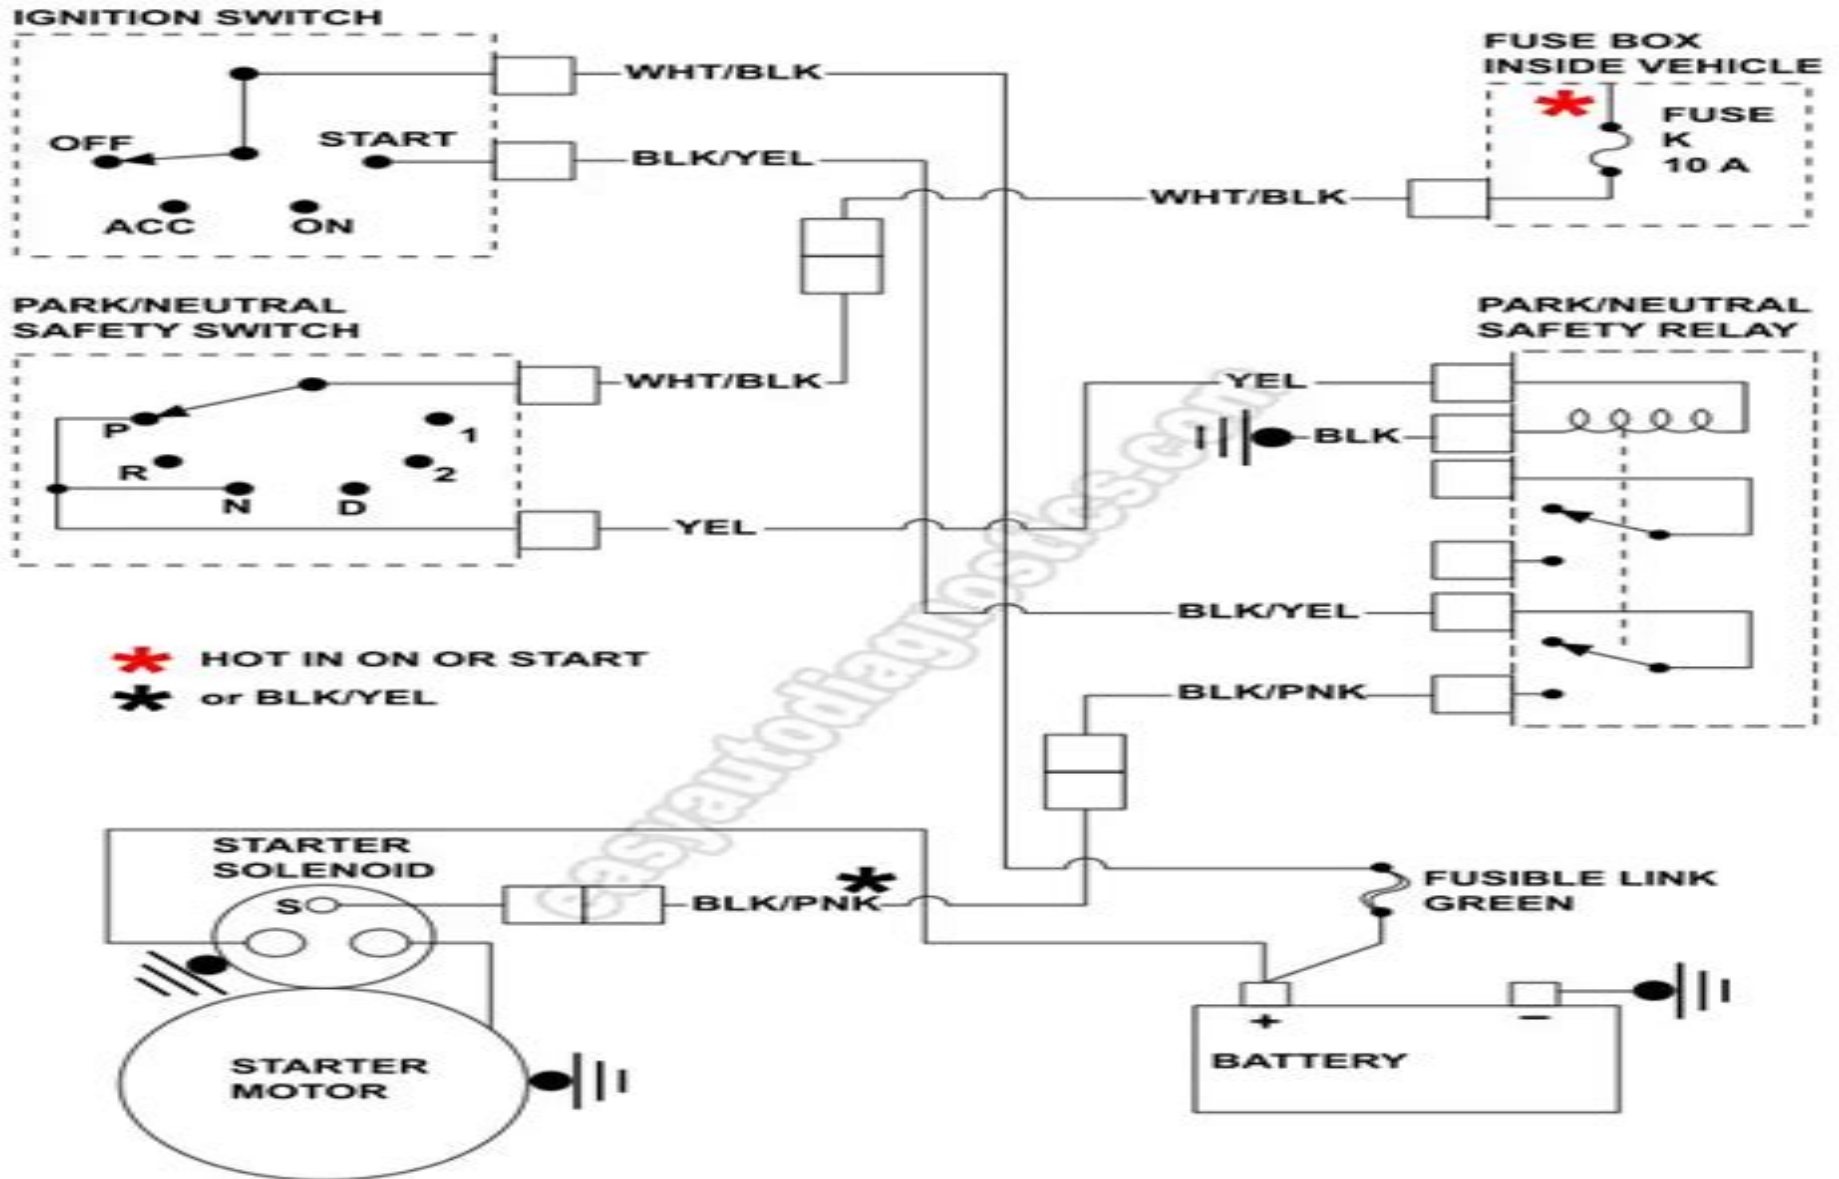 IGNITION SWITCH
WHT/BLK
OFF
START
BLK/YEL
ACC
ON
FUSE BOX
INSIDE VEHICLE
*
FUSE
K
10 A
WHT/BLK
PARK/NEUTRAL
SAFETY SWITCH
WHT/BLK
P
1
R
2
N
D
YEL
PARK/NEUTRAL
SAFETY RELAY
YEL
BLK
BLK/YEL
BLK/PNK
* HOT IN ON OR START
* or BLK/YEL
easyautodiagnostics.com
STARTER
SOLENOID
S
*
BLK/PNK
FUSIBLE LINK
GREEN
STARTER
MOTOR
+
−
BATTERY